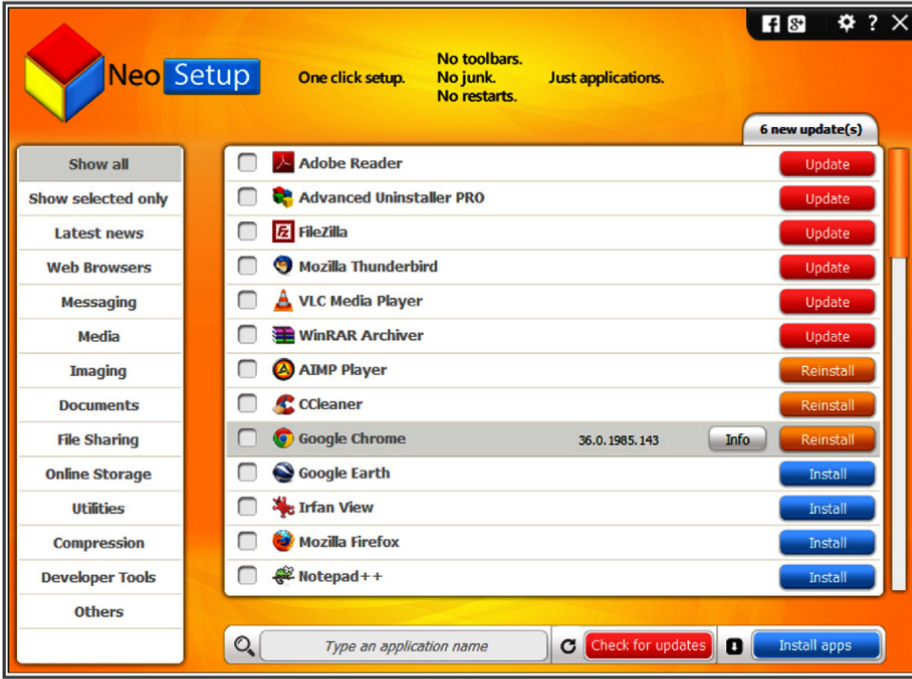 Neo Setup
One click setup.
No toolbars.
No junk.
No restarts.
Just applications.
6 new update(s)
Show all
Show selected only
Latest news
Web Browsers
Messaging
Media
Imaging
Documents
File Sharing
Online Storage
Utilities
Compression
Developer Tools
Others
Adobe Reader Update
Advanced Uninstaller PRO Update
FileZilla Update
Mozilla Thunderbird Update
VLC Media Player Update
WinRAR Archiver Update
AIMP Player Reinstall
CCleaner Reinstall
Google Chrome 36.0.1985.143 Info Reinstall
Google Earth Install
Irfan View Install
Mozilla Firefox Install
Notepad++ Install
Type an application name Check for updates Install apps